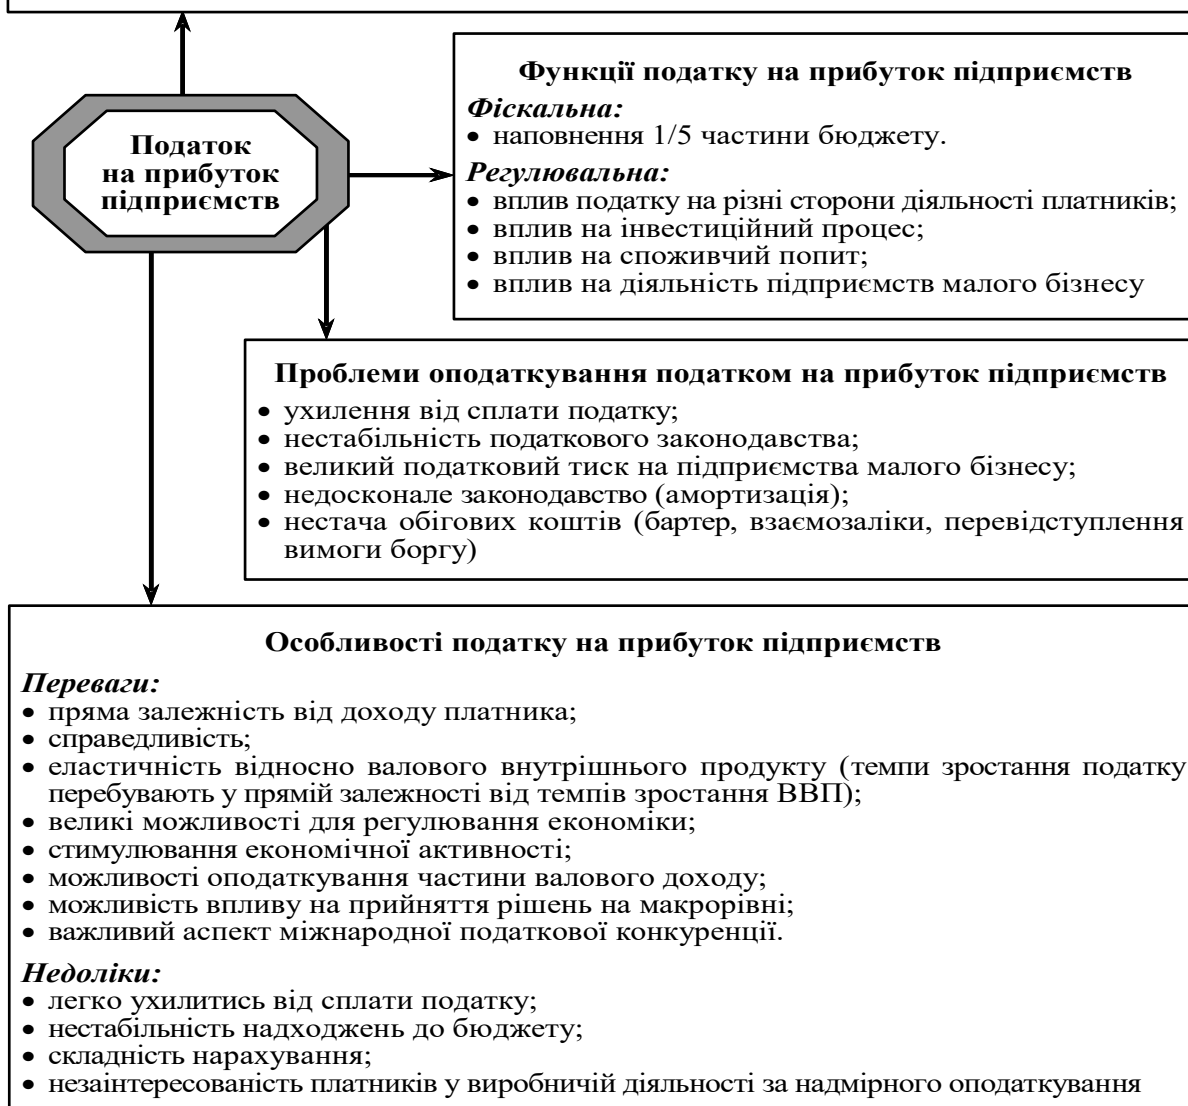 Функції податку на прибуток підприємств
Фіскальна:
• наповнення 1/5 частини бюджету.
Податок
на прибуток
підприємств
Регулювальна:
• вплив податку на різні сторони діяльності платників;
• вплив на інвестиційний процес;
• вплив на споживчий попит;
• вплив на діяльність підприємств малого бізнесу
Проблеми оподаткування податком на прибуток підприємств
• ухилення від сплати податку;
• нестабільність податкового законодавства;
• великий податковий тиск на підприємства малого бізнесу;
• недосконале законодавство (амортизація);
• нестача обігових коштів (бартер, взаємозаліки, перевідступлення
вимоги боргу)
Особливості податку на прибуток підприємств
Переваги:
• пряма залежність від доходу платника;
• справедливість;
• еластичність відносно валового внутрішнього продукту (темпи зростання податку
перебувають у прямій залежності від темпів зростання ВВП);
• великі можливості для регулювання економіки;
• стимулювання економічної активності;
• можливості оподаткування частини валового доходу;
• можливість впливу на прийняття рішень на макрорівні;
• важливий аспект міжнародної податкової конкуренції.
Недоліки:
• легко ухилитись від сплати податку;
• нестабільність надходжень до бюджету;
• складність нарахування;
• незаінтересованість платників у виробничій діяльності за надмірного оподаткування